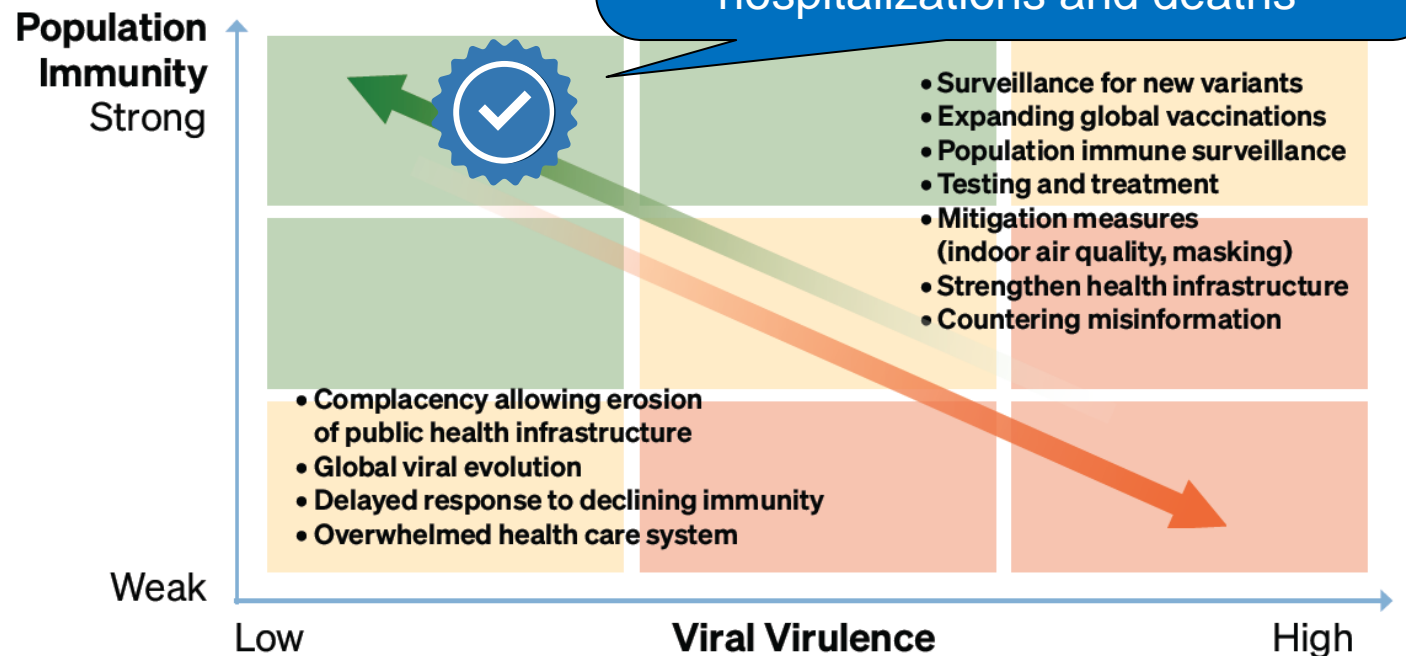 hospitalizations and deaths
Population
Immunity
Strong
• Surveillance for new variants
• Expanding global vaccinations
• Population immune surveillance
• Testing and treatment
• Mitigation measures
(indoor air quality, masking)
• Strengthen health infrastructure
• Countering misinformation
• Complacency allowing erosion
of public health infrastructure
• Global viral evolution
• Delayed response to declining immunity
• Overwhelmed health care system
Weak
Low
Viral Virulence
High